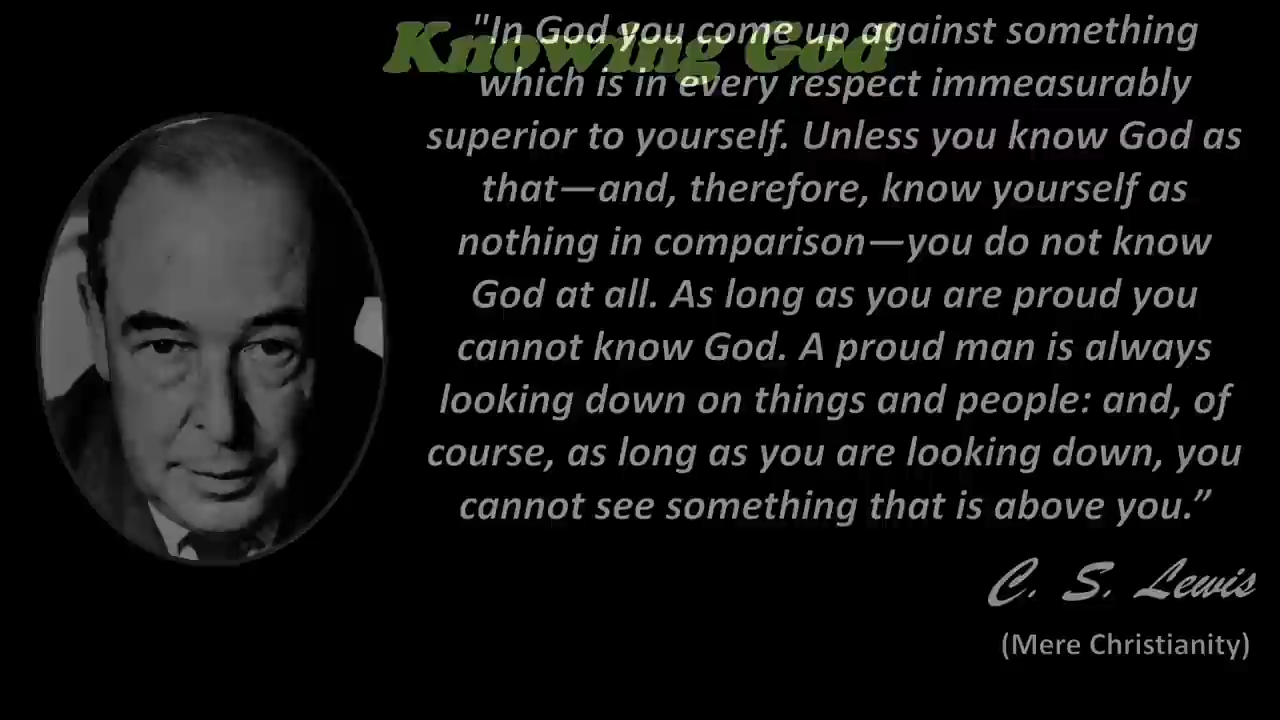 Knowing God
"In God you come up against something
which is in every respect immeasurably
superior to yourself. Unless you know God as
that—and, therefore, know yourself as
nothing in comparison—you do not know
God at all. As long as you are proud you
cannot know God. A proud man is always
looking down on things and people: and, of
course, as long as you are looking down, you
cannot see something that is above you.”
C. S. Lewis
(Mere Christianity)